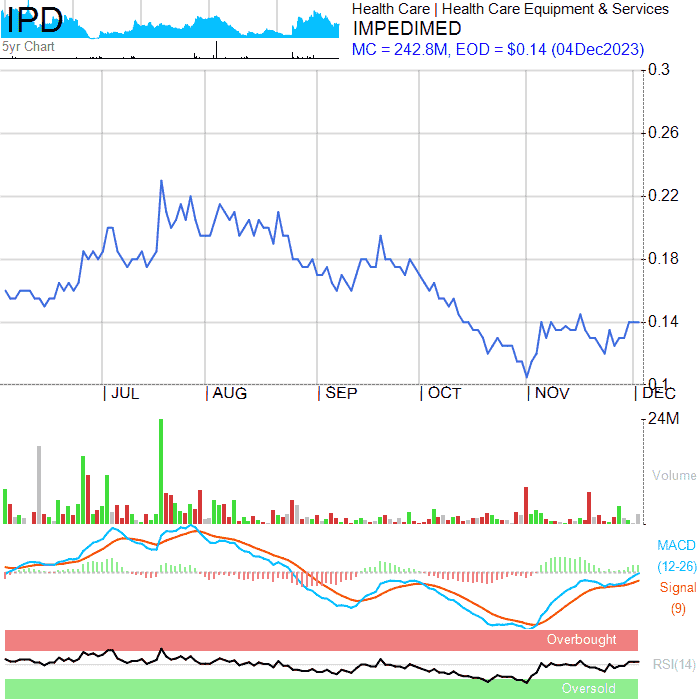 IPD
5yr Chart
Health Care | Health Care Equipment & Services
IMPEDIMED
MC = 242.8M, EOD = $0.14 (04Dec2023)
0.3
0.26
0.22
0.18
0.14
0.1
| JUL | AUG | SEP | OCT | NOV | DEC
24M
Volume
MACD
(12-26)
Signal
(9)
Overbought
RSI(14)
Oversold